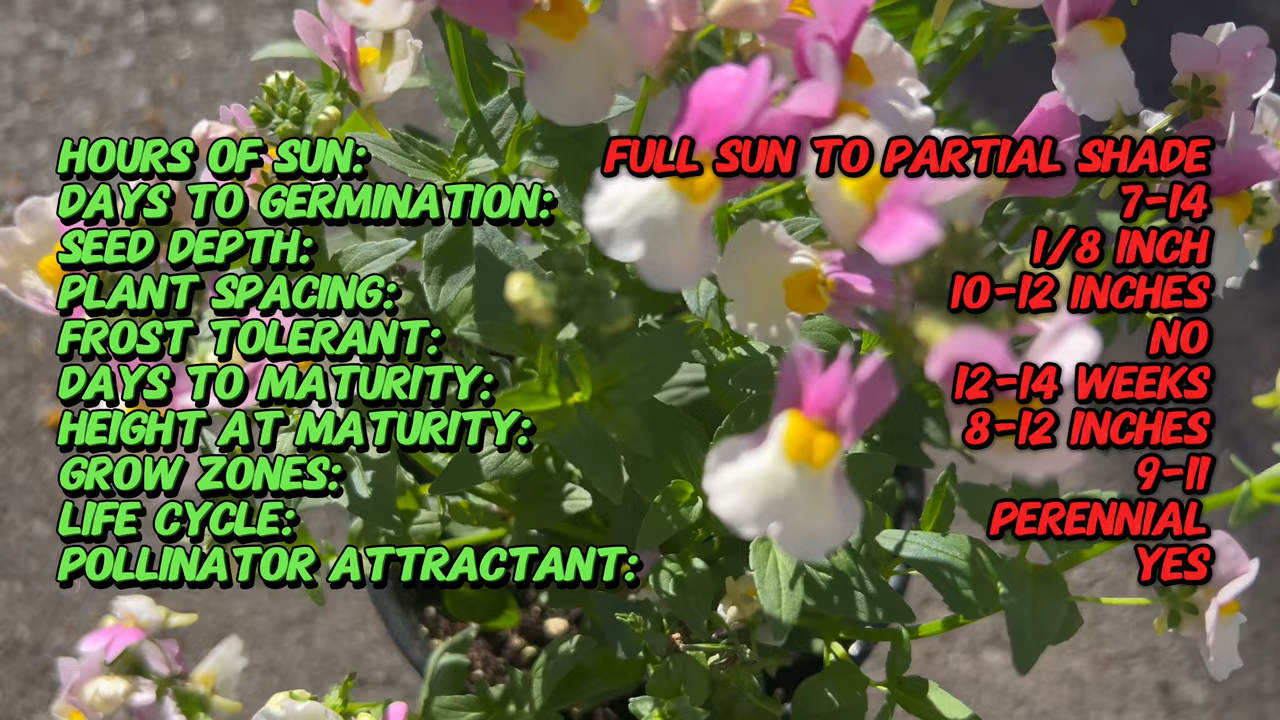 HOURS OF SUN: FULL SUN TO PARTIAL SHADE
DAYS TO GERMINATION: 7-14
SEED DEPTH: 1/8 INCH
PLANT SPACING: 10-12 INCHES
FROST TOLERANT: NO
DAYS TO MATURITY: 12-14 WEEKS
HEIGHT AT MATURITY: 8-12 INCHES
GROW ZONES: 9-11
LIFE CYCLE: PERENNIAL
POLLINATOR ATTRACTANT: YES